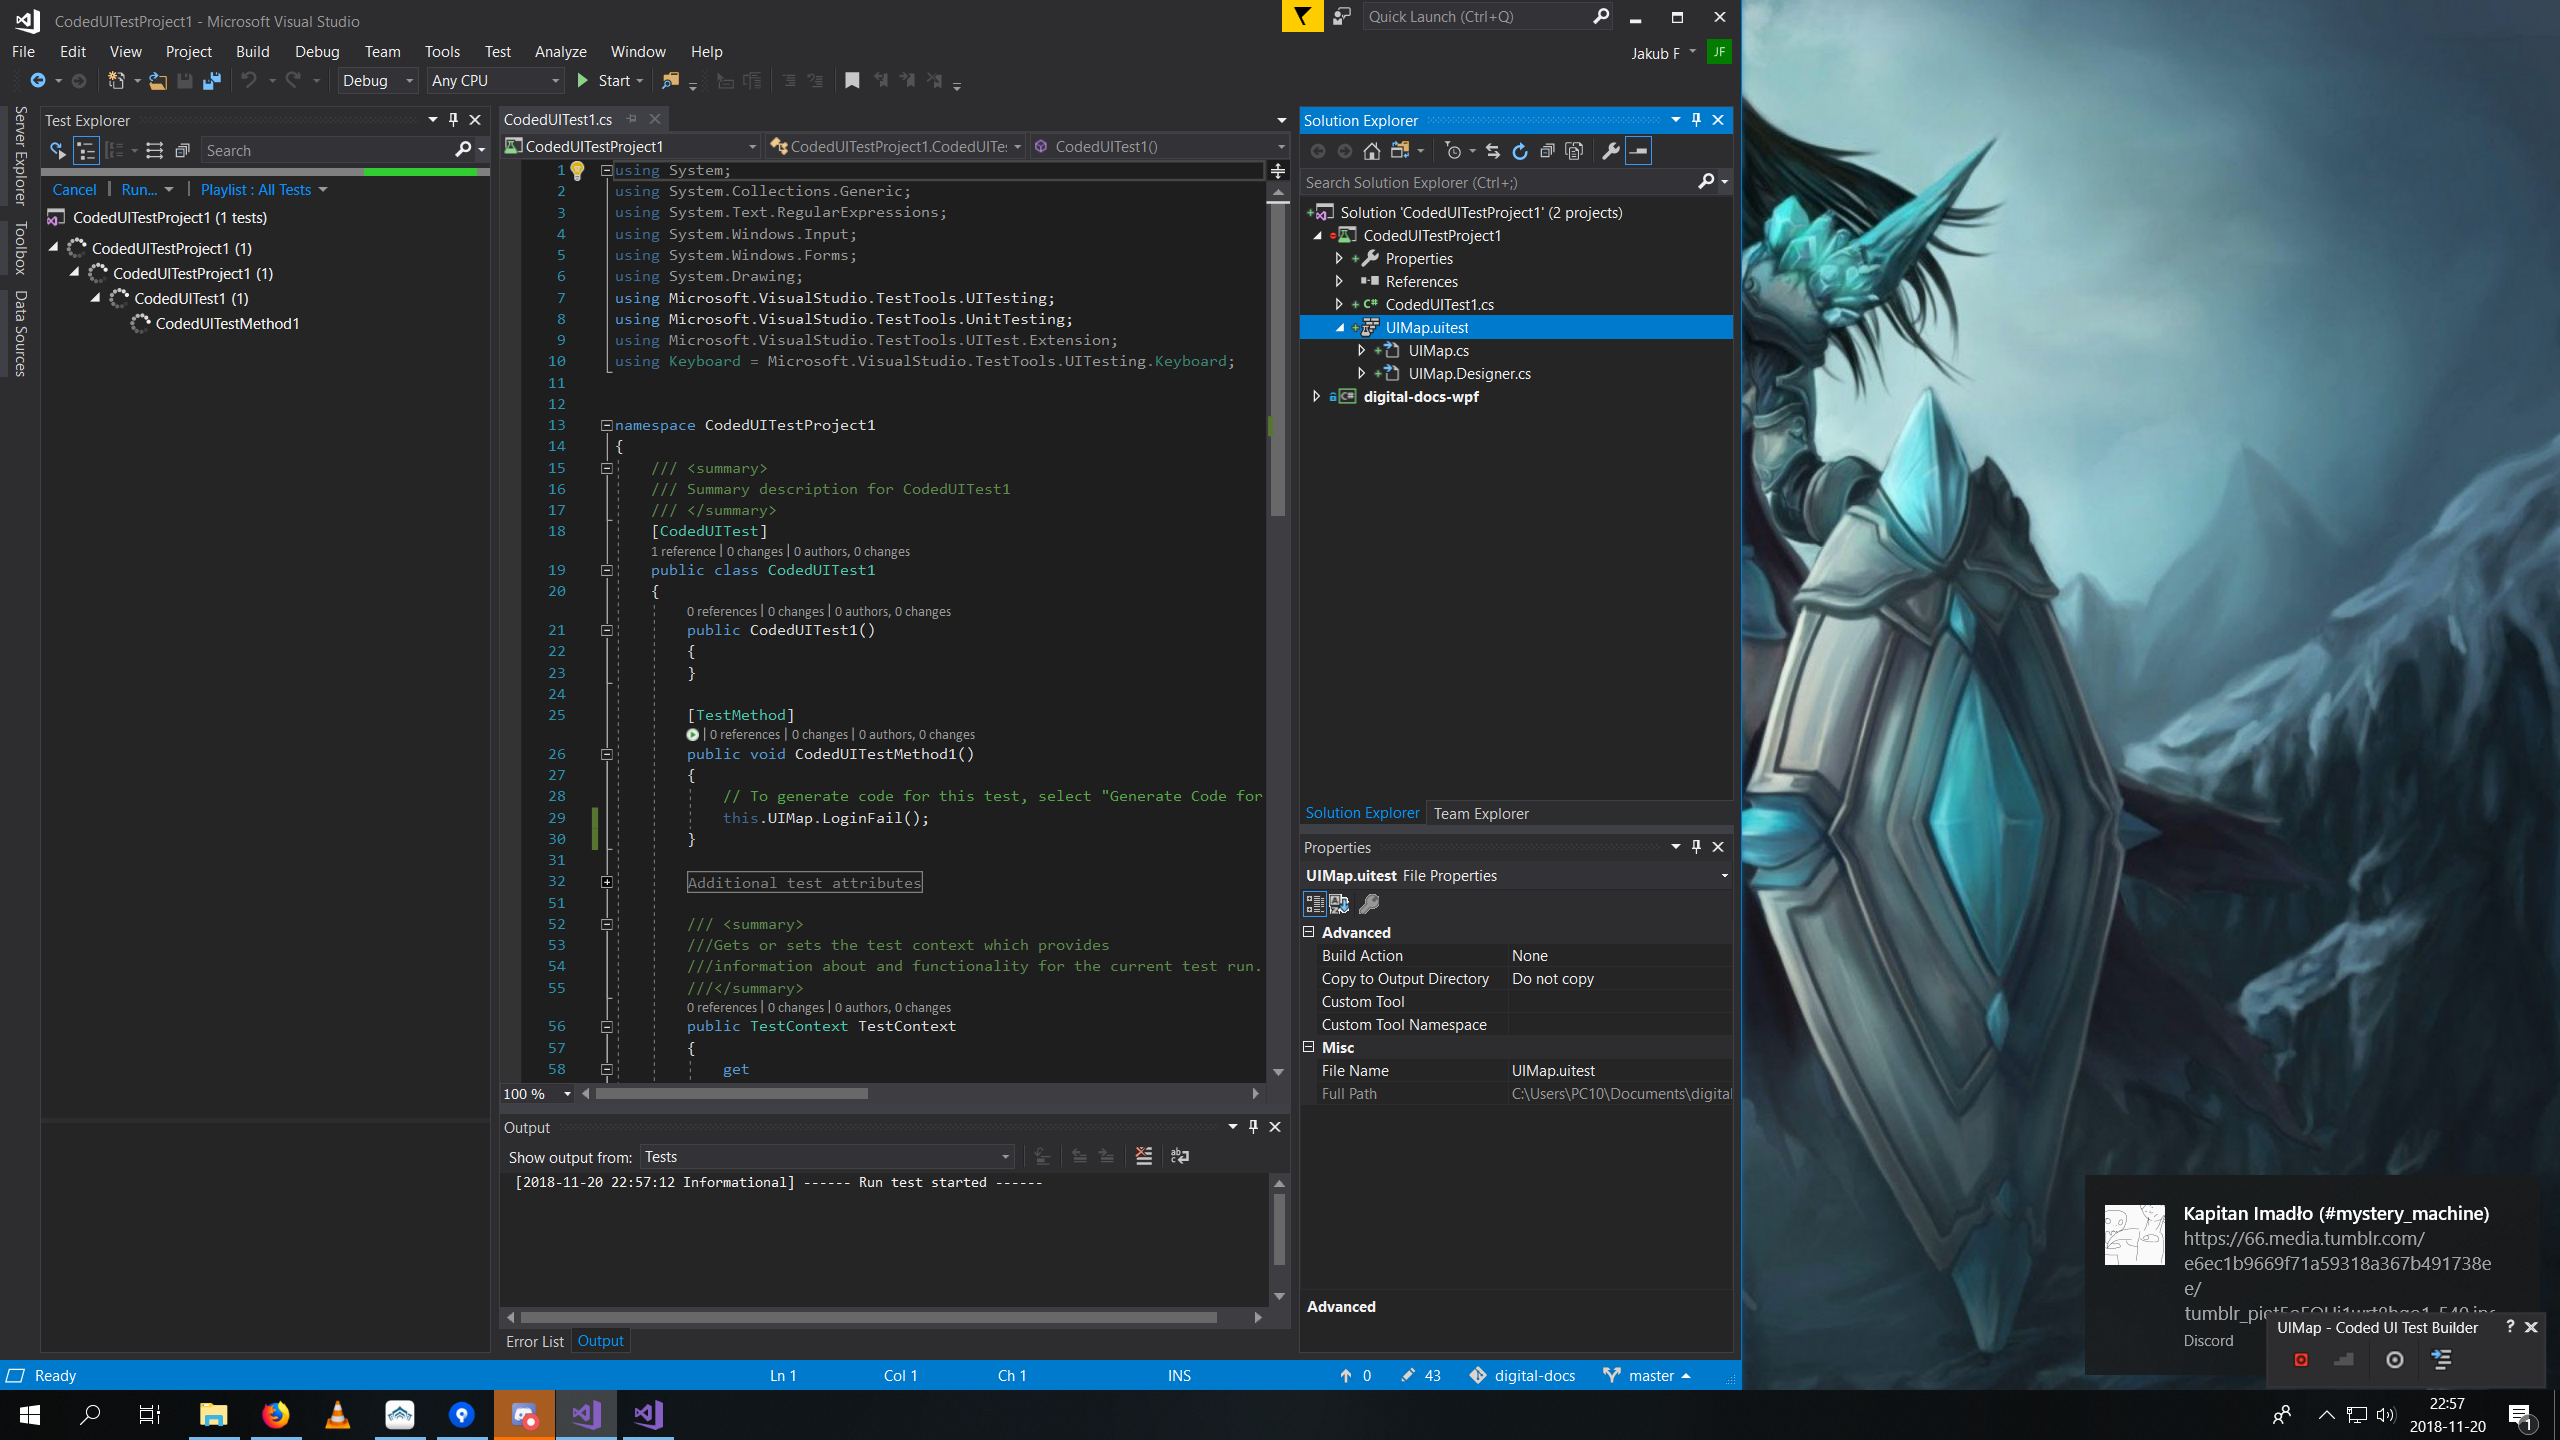 CodedUITestProject1 - Microsoft Visual Studio
Quick Launch (Ctrl+Q)
File Edit View Project Build Debug Team Tools Test Analyze Window Help
Jakub F JF
Debug Any CPU Start
Server Explorer
Toolbox
Data Sources
Test Explorer
Search
Cancel | Run... | Playlist : All Tests
CodedUITestProject1 (1 tests)
CodedUITestProject1 (1)
CodedUITestProject1 (1)
CodedUITest1 (1)
CodedUITestMethod1
CodedUITest1.cs
CodedUITestProject1 CodedUITestProject1.CodedUITes CodedUITest1()
1 using System;
2 using System.Collections.Generic;
3 using System.Text.RegularExpressions;
4 using System.Windows.Input;
5 using System.Windows.Forms;
6 using System.Drawing;
7 using Microsoft.VisualStudio.TestTools.UITesting;
8 using Microsoft.VisualStudio.TestTools.UnitTesting;
9 using Microsoft.VisualStudio.TestTools.UITest.Extension;
10 using Keyboard = Microsoft.VisualStudio.TestTools.UITesting.Keyboard;
11
12
13 namespace CodedUITestProject1
14 {
15 /// <summary>
16 /// Summary description for CodedUITest1
17 /// </summary>
18 [CodedUITest]
1 reference | 0 changes | 0 authors, 0 changes
19 public class CodedUITest1
20 {
0 references | 0 changes | 0 authors, 0 changes
21 public CodedUITest1()
22 {
23 }
24
25 [TestMethod]
| 0 references | 0 changes | 0 authors, 0 changes
26 public void CodedUITestMethod1()
27 {
28 // To generate code for this test, select "Generate Code for
29 this.UIMap.LoginFail();
30 }
31
32 Additional test attributes
51
52 /// <summary>
53 ///Gets or sets the test context which provides
54 ///information about and functionality for the current test run.
55 ///</summary>
0 references | 0 changes | 0 authors, 0 changes
56 public TestContext TestContext
57 {
58 get
100 %
Output
Show output from: Tests
[2018-11-20 22:57:12 Informational] ------ Run test started ------
Error List Output
Solution Explorer
Search Solution Explorer (Ctrl+;)
Solution 'CodedUITestProject1' (2 projects)
CodedUITestProject1
Properties
References
C# CodedUITest1.cs
UIMap.uitest
UIMap.cs
UIMap.Designer.cs
C# digital-docs-wpf
Solution Explorer Team Explorer
Properties
UIMap.uitest File Properties
Advanced
Build Action None
Copy to Output Directory Do not copy
Custom Tool
Custom Tool Namespace
Misc
File Name UIMap.uitest
Full Path C:\Users\PC10\Documents\digital
Advanced
Kapitan Imadło (#mystery_machine)
https://66.media.tumblr.com/
e6ec1b9669f71a59318a367b491738e
e/
Discord
UIMap - Coded UI Test Builder ?
Ready Ln 1 Col 1 Ch 1 INS 0 43 digital-docs master
22:57
2018-11-20
1